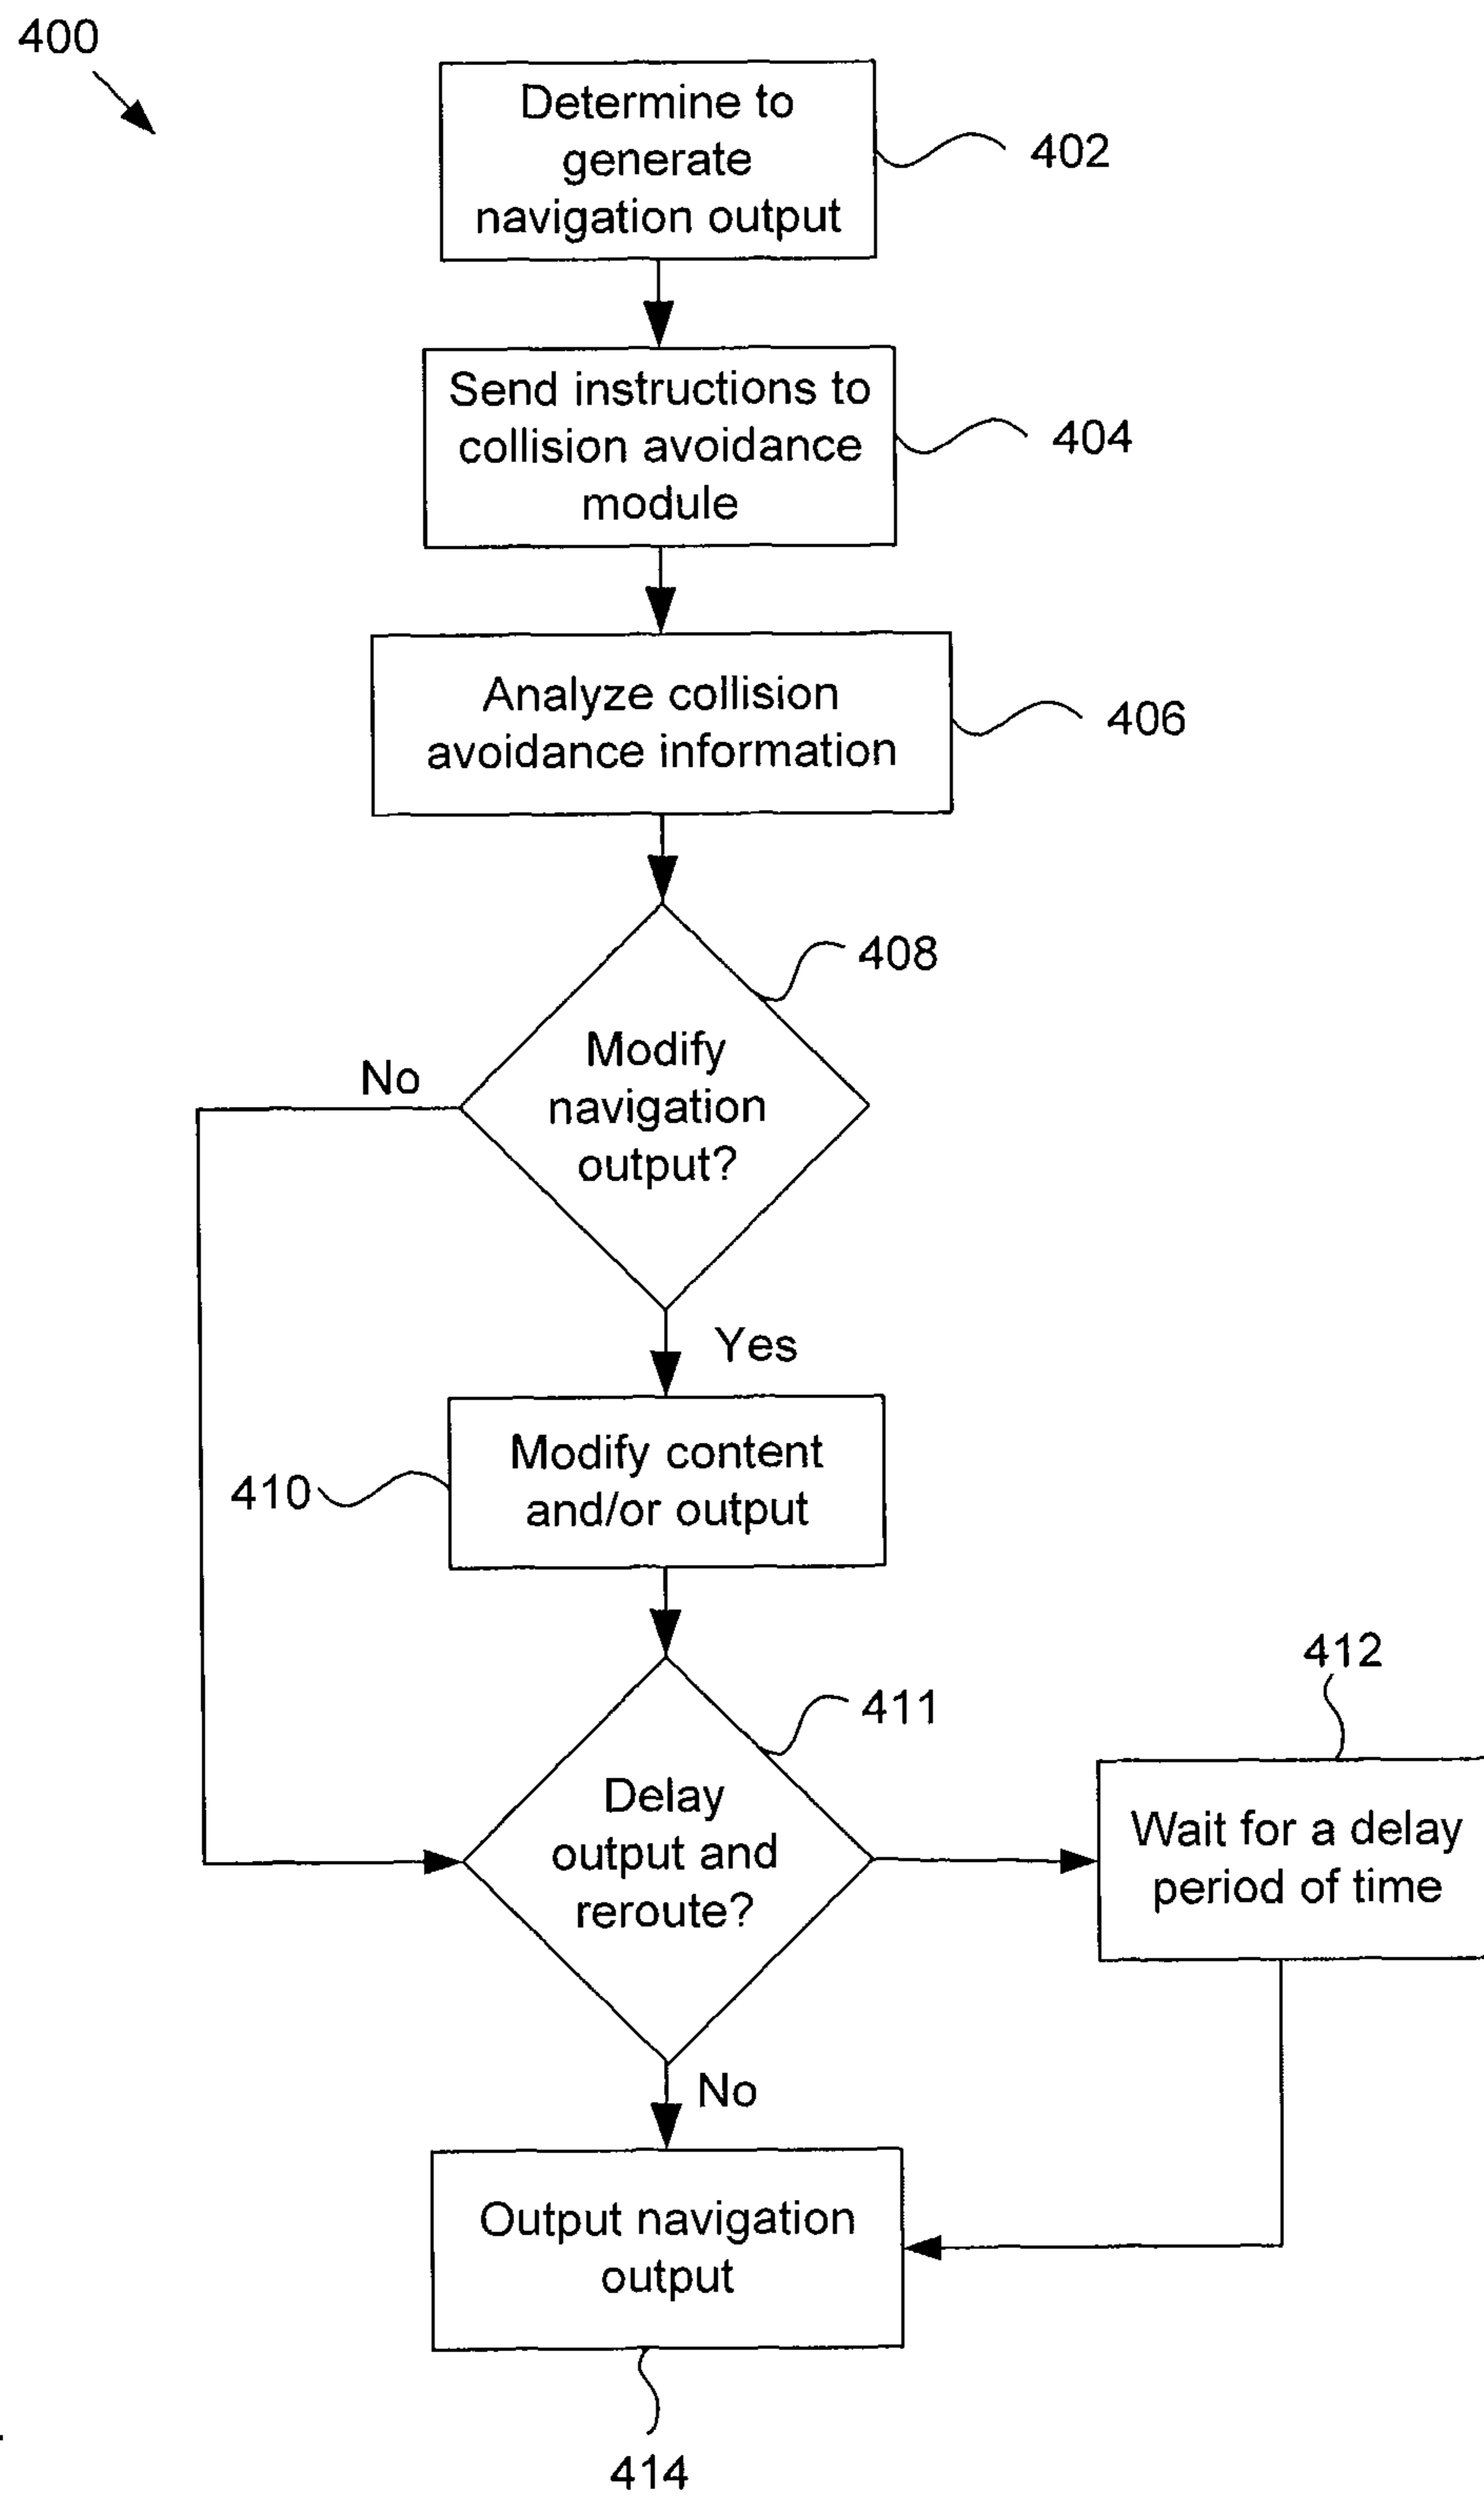 400
Determine to
generate
navigation output
402
Send instructions to
collision avoidance
module
404
Analyze collision
avoidance information
406
408
Modify
navigation
output?
No
Yes
Modify content
and/or output
410
411
Delay
output and
reroute?
412
Wait for a delay
period of time
No
Output navigation
output
414